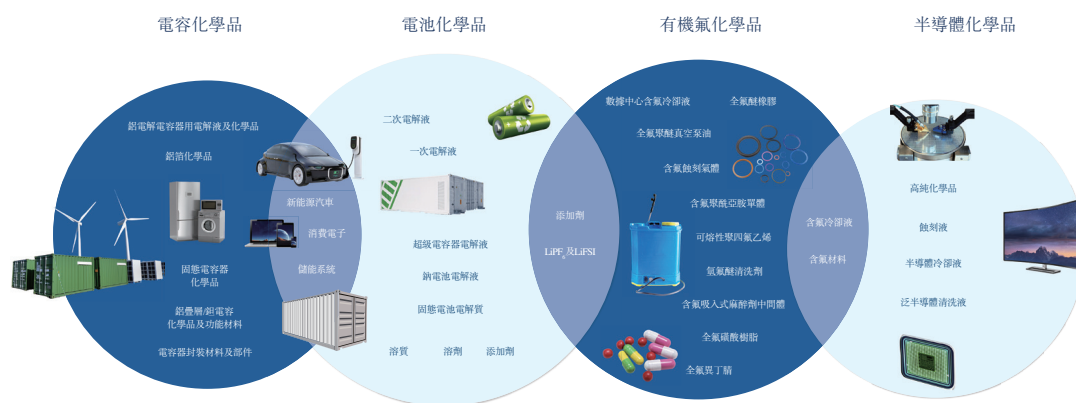 電容化學品
電池化學品
有機氟化學品
半導體化學品
鋁電解電容器用電解液及化學品
鋁箔化學品
固態電容器
化學品
鋁疊層/鉭電容
化學品及功能材料
電容器封裝材料及部件
新能源汽車
消費電子
儲能系統
二次電解液
一次電解液
超級電容器電解液
鈉電池電解液
固態電池電解質
溶質
溶劑
添加劑
添加劑
LiPF₆及LiFSI
數據中心含氟冷卻液
全氟醚橡膠
全氟聚醚真空泵油
含氟蝕刻氣體
含氟聚酰亞胺單體
可熔性聚四氟乙烯
氫氟醚清洗劑
含氟吸入式麻醉劑中間體
全氟磺酸樹脂
全氟異丁腈
含氟冷卻液
含氟材料
高純化學品
蝕刻液
半導體冷卻液
泛半導體清洗液